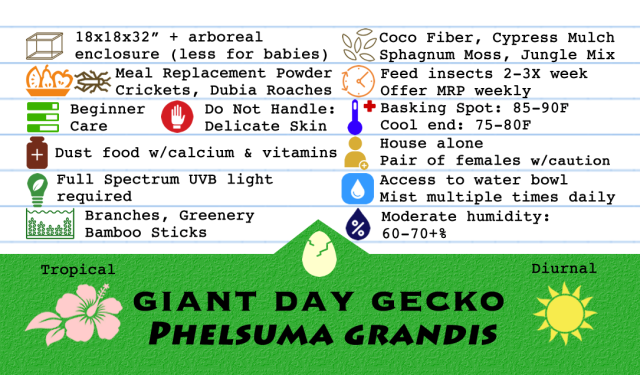 18x18x32” + arboreal
enclosure (less for babies)
Coco Fiber, Cypress Mulch
Sphagnum Moss, Jungle Mix
Meal Replacement Powder
Crickets, Dubia Roaches
Feed insects 2-3X week
Offer MRP weekly
Beginner
Care
Do Not Handle:
Delicate Skin
Basking Spot: 85-90F
Cool end: 75-80F
Dust food w/calcium & vitamins
House alone
Pair of females w/caution
Full Spectrum UVB light
required
Access to water bowl
Mist multiple times daily
Branches, Greenery
Bamboo Sticks
%
Moderate humidity:
60-70+%
Tropical
Diurnal
GIANT DAY GECKO
PHELSUMA GRANDIS